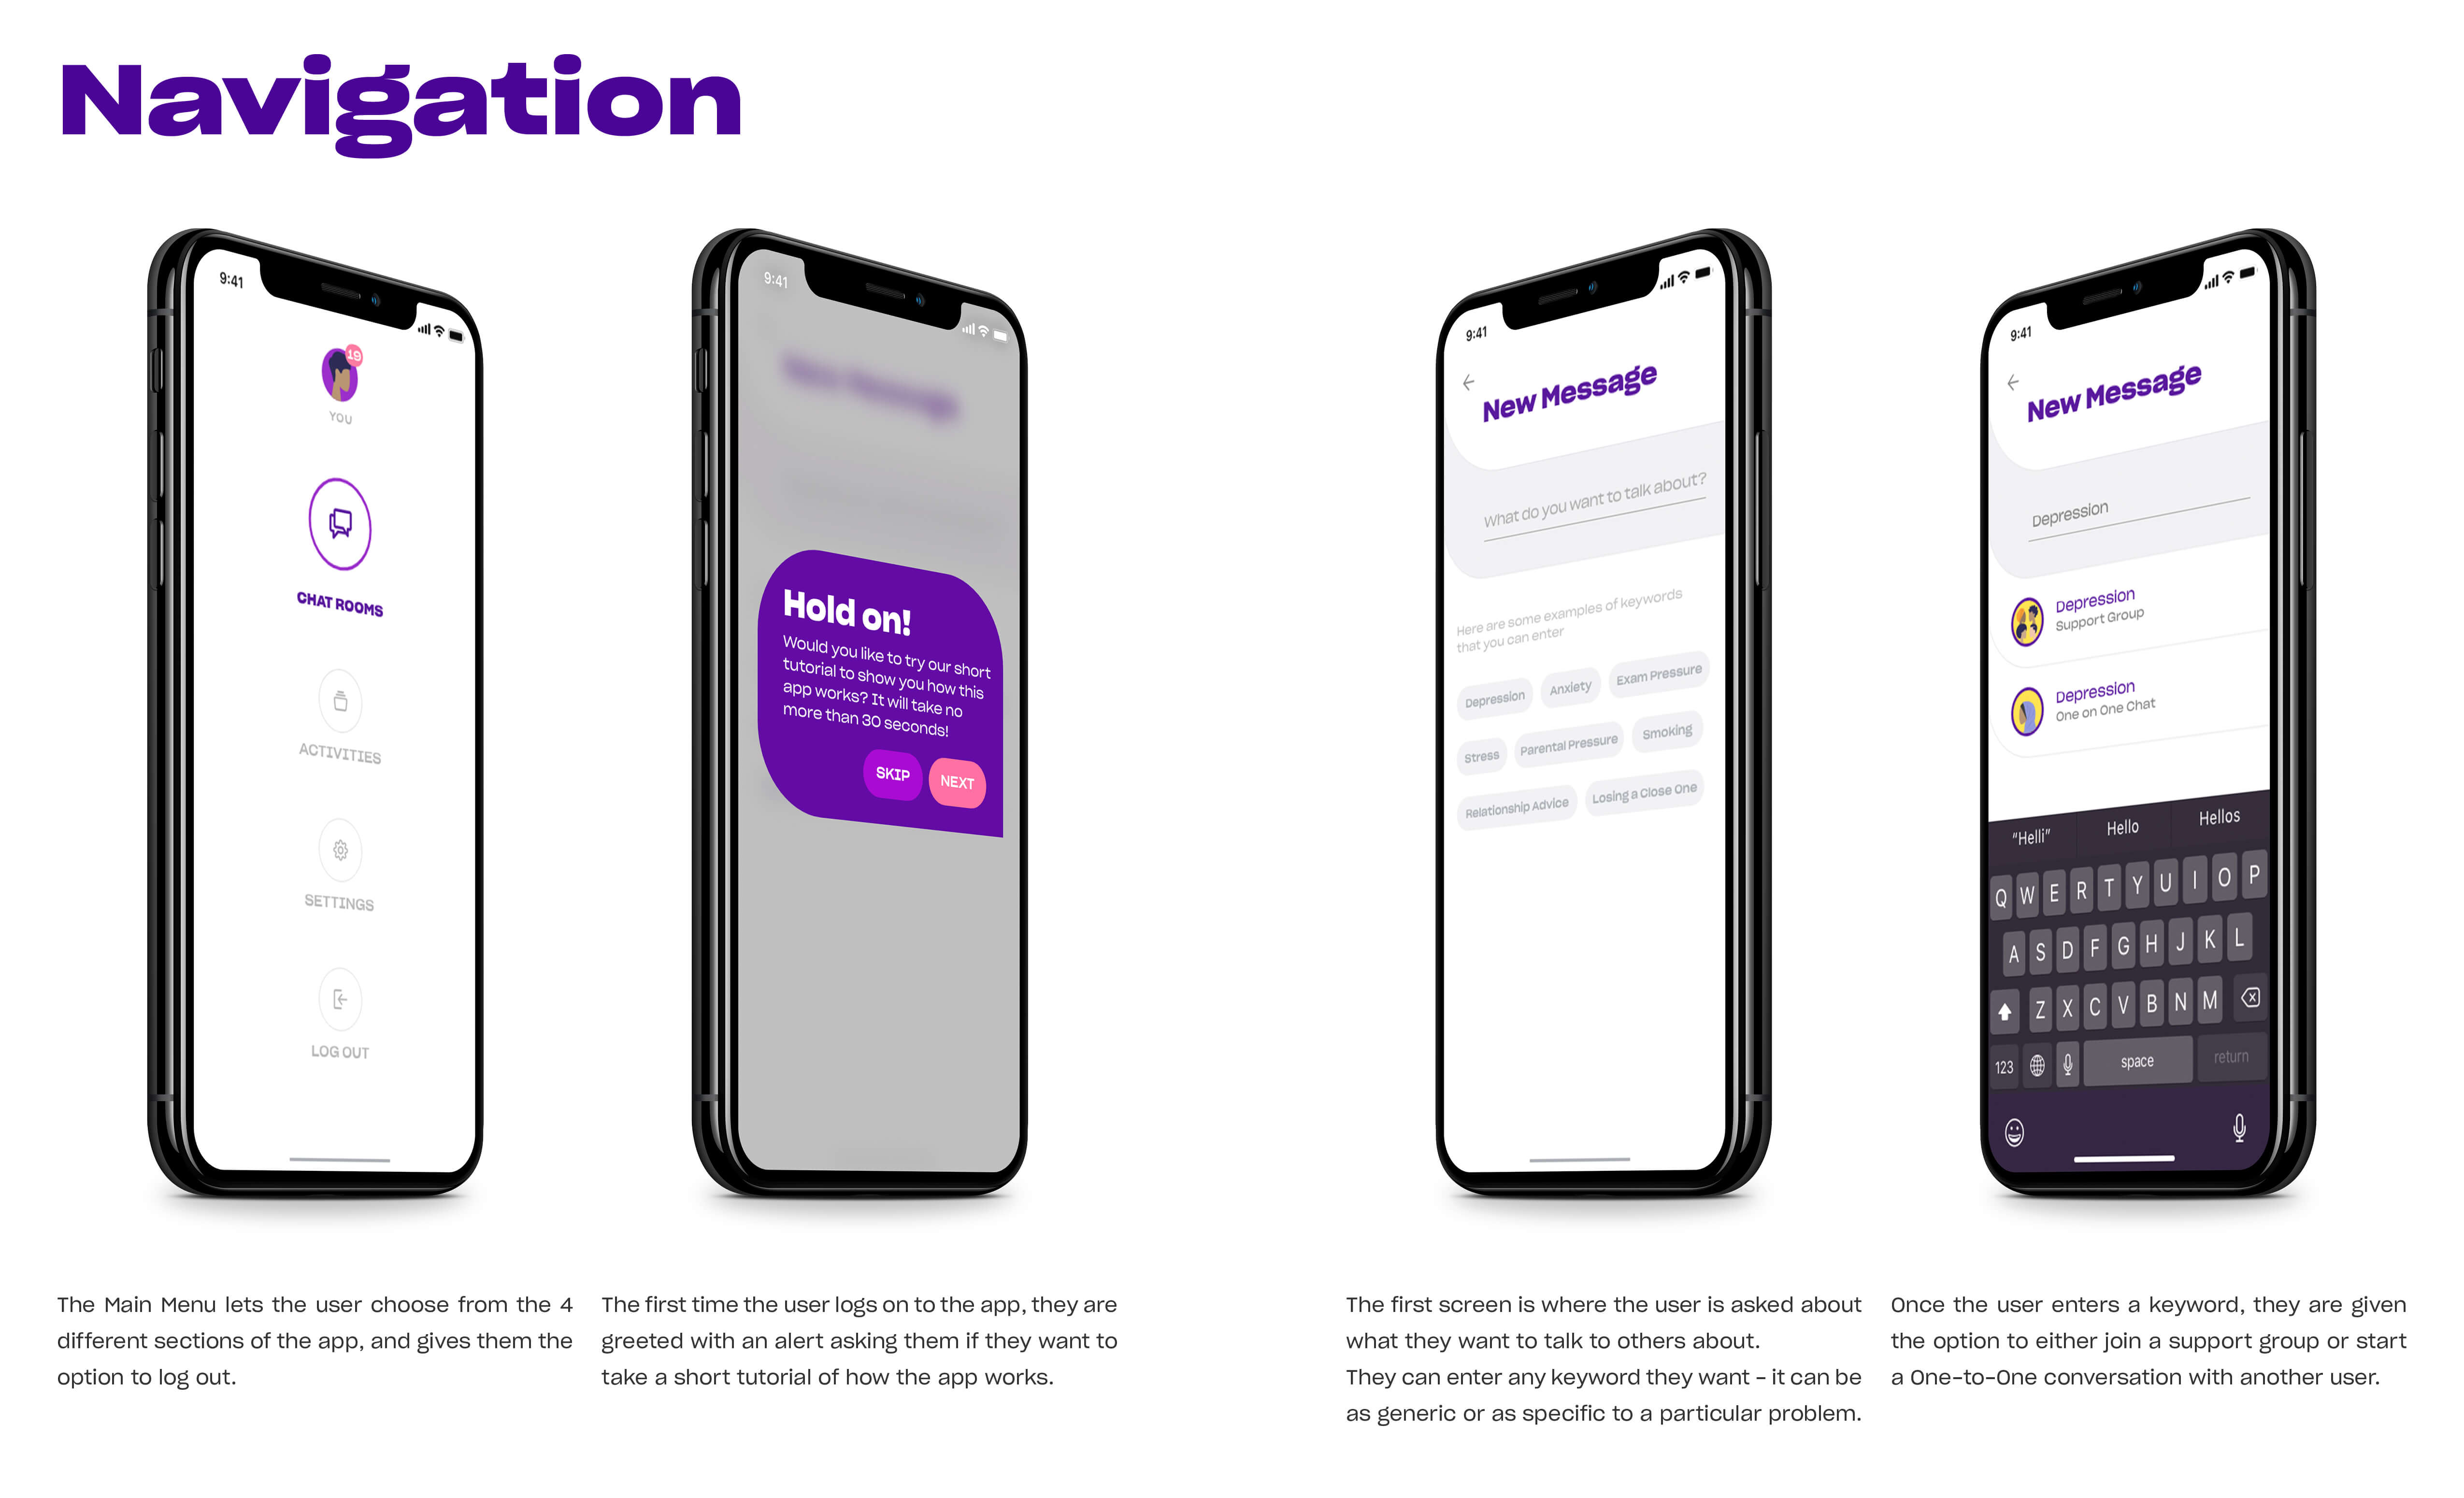 Navigation
9:41
19
YOU
CHAT ROOMS
ACTIVITIES
SETTINGS
LOG OUT
The Main Menu lets the user choose from the 4
different sections of the app, and gives them the
option to log out.
9:41
New Message
Hold on!
Would you like to try our short
tutorial to show you how this
app works? It will take no
more than 30 seconds!
SKIP NEXT
The first time the user logs on to the app, they are
greeted with an alert asking them if they want to
take a short tutorial of how the app works.
9:41
New Message
What do you want to talk about?
Here are some examples of keywords
that you can enter
Depression Anxiety Exam Pressure
Stress Parental Pressure Smoking
Relationship Advice Losing a Close One
The first screen is where the user is asked about
what they want to talk to others about.
They can enter any keyword they want - it can be
as generic or as specific to a particular problem.
9:41
New Message
Depression
Depression
Support Group
Depression
One on One Chat
"Helli" Hello Hellos
Q W E R T Y U I O P
A S D F G H J K L
Z X C V B N M
123 space return
Once the user enters a keyword, they are given
the option to either join a support group or start
a One-to-One conversation with another user.